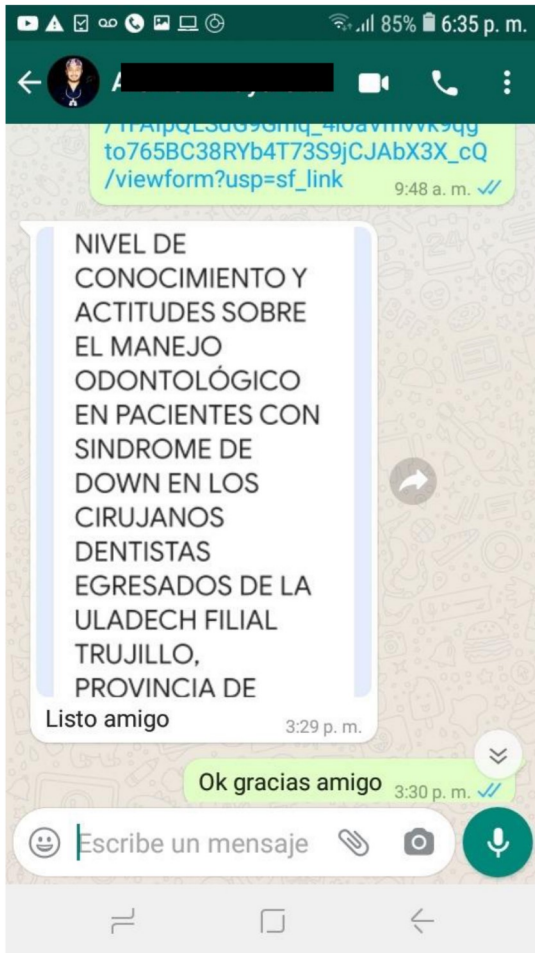 85% 6:35 p. m.
to765BC38RYb4T73S9jCJAbX3X_cQ
/viewform?usp=sf_link
9:48 a. m.
NIVEL DE
CONOCIMIENTO Y
ACTITUDES SOBRE
EL MANEJO
ODONTOLÓGICO
EN PACIENTES CON
SINDROME DE
DOWN EN LOS
CIRUJANOS
DENTISTAS
EGRESADOS DE LA
ULADECH FILIAL
TRUJILLO,
PROVINCIA DE
Listo amigo
3:29 p. m.
Ok gracias amigo
3:30 p. m.
Escribe un mensaje